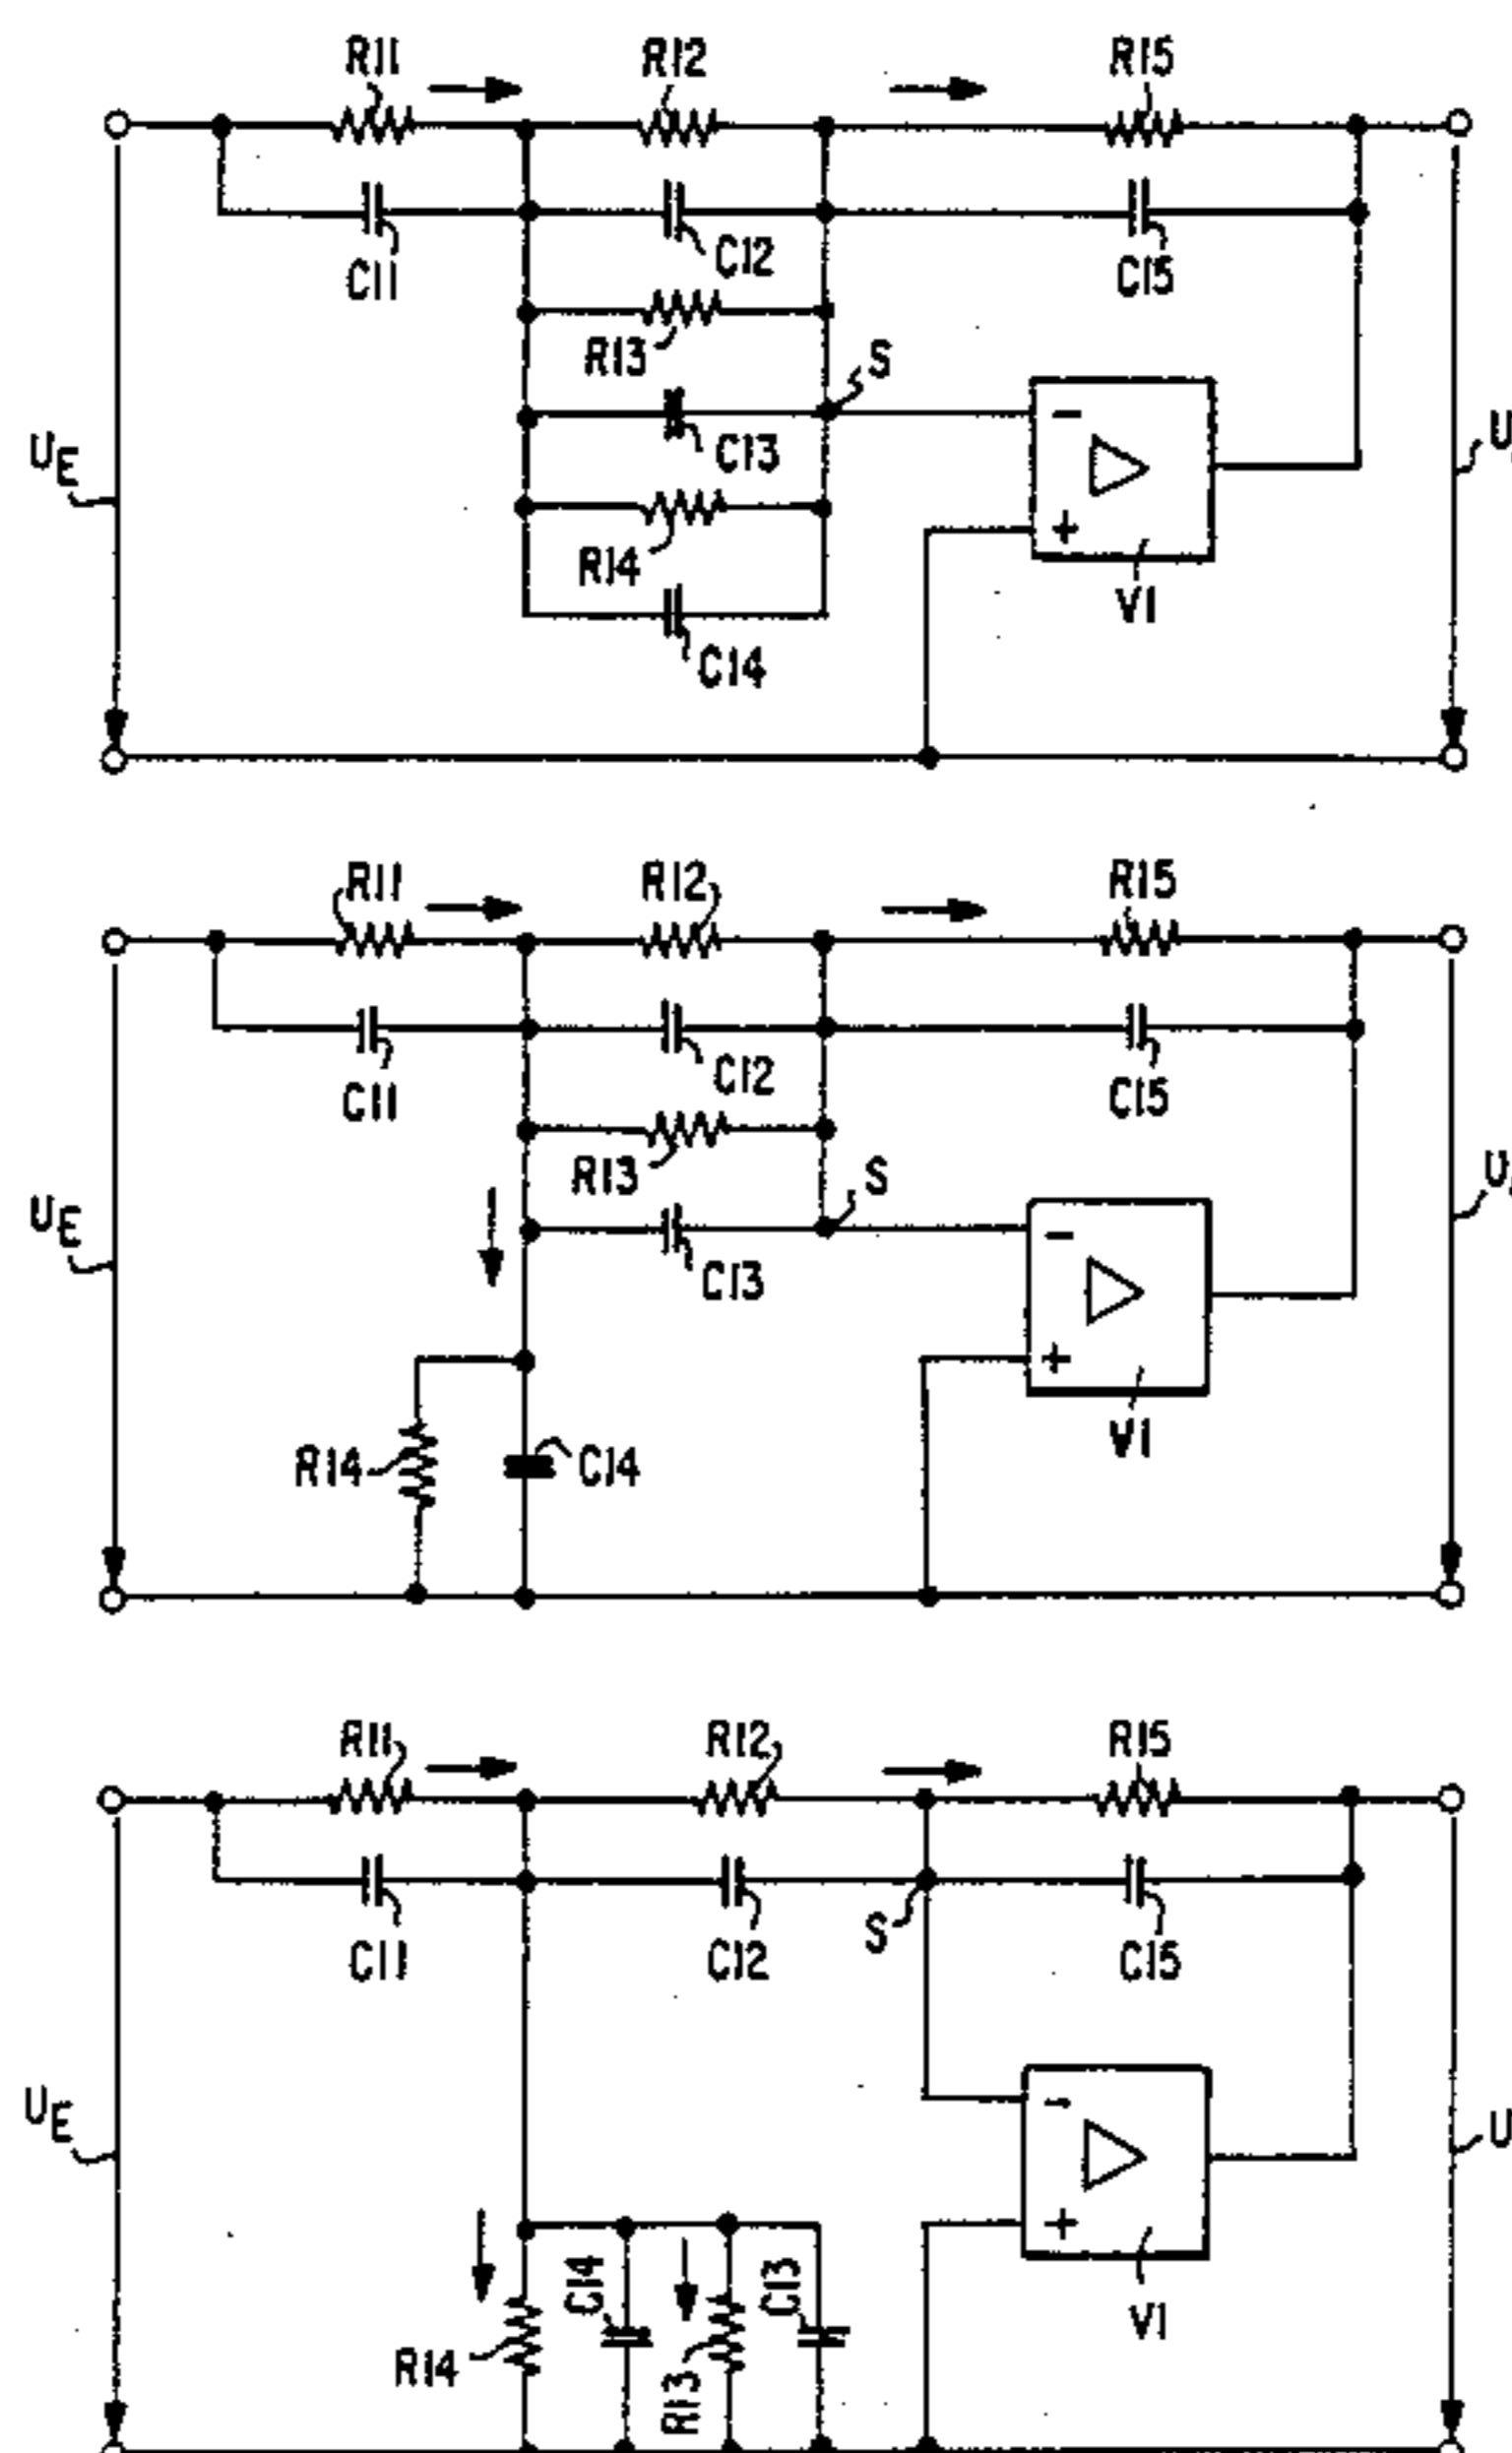 R11 R12 R15
C11 C12 C15
R13
S
C13
UE
U
R14
C14
-
+
V1
R11 R12 R15
C11 C12 C15
R13
S
C13
UE
U
R14
C14
-
+
V1
R11 R12 R15
C11 C12 S C15
UE
U
-
+
V1
R14
C14
R13
C13